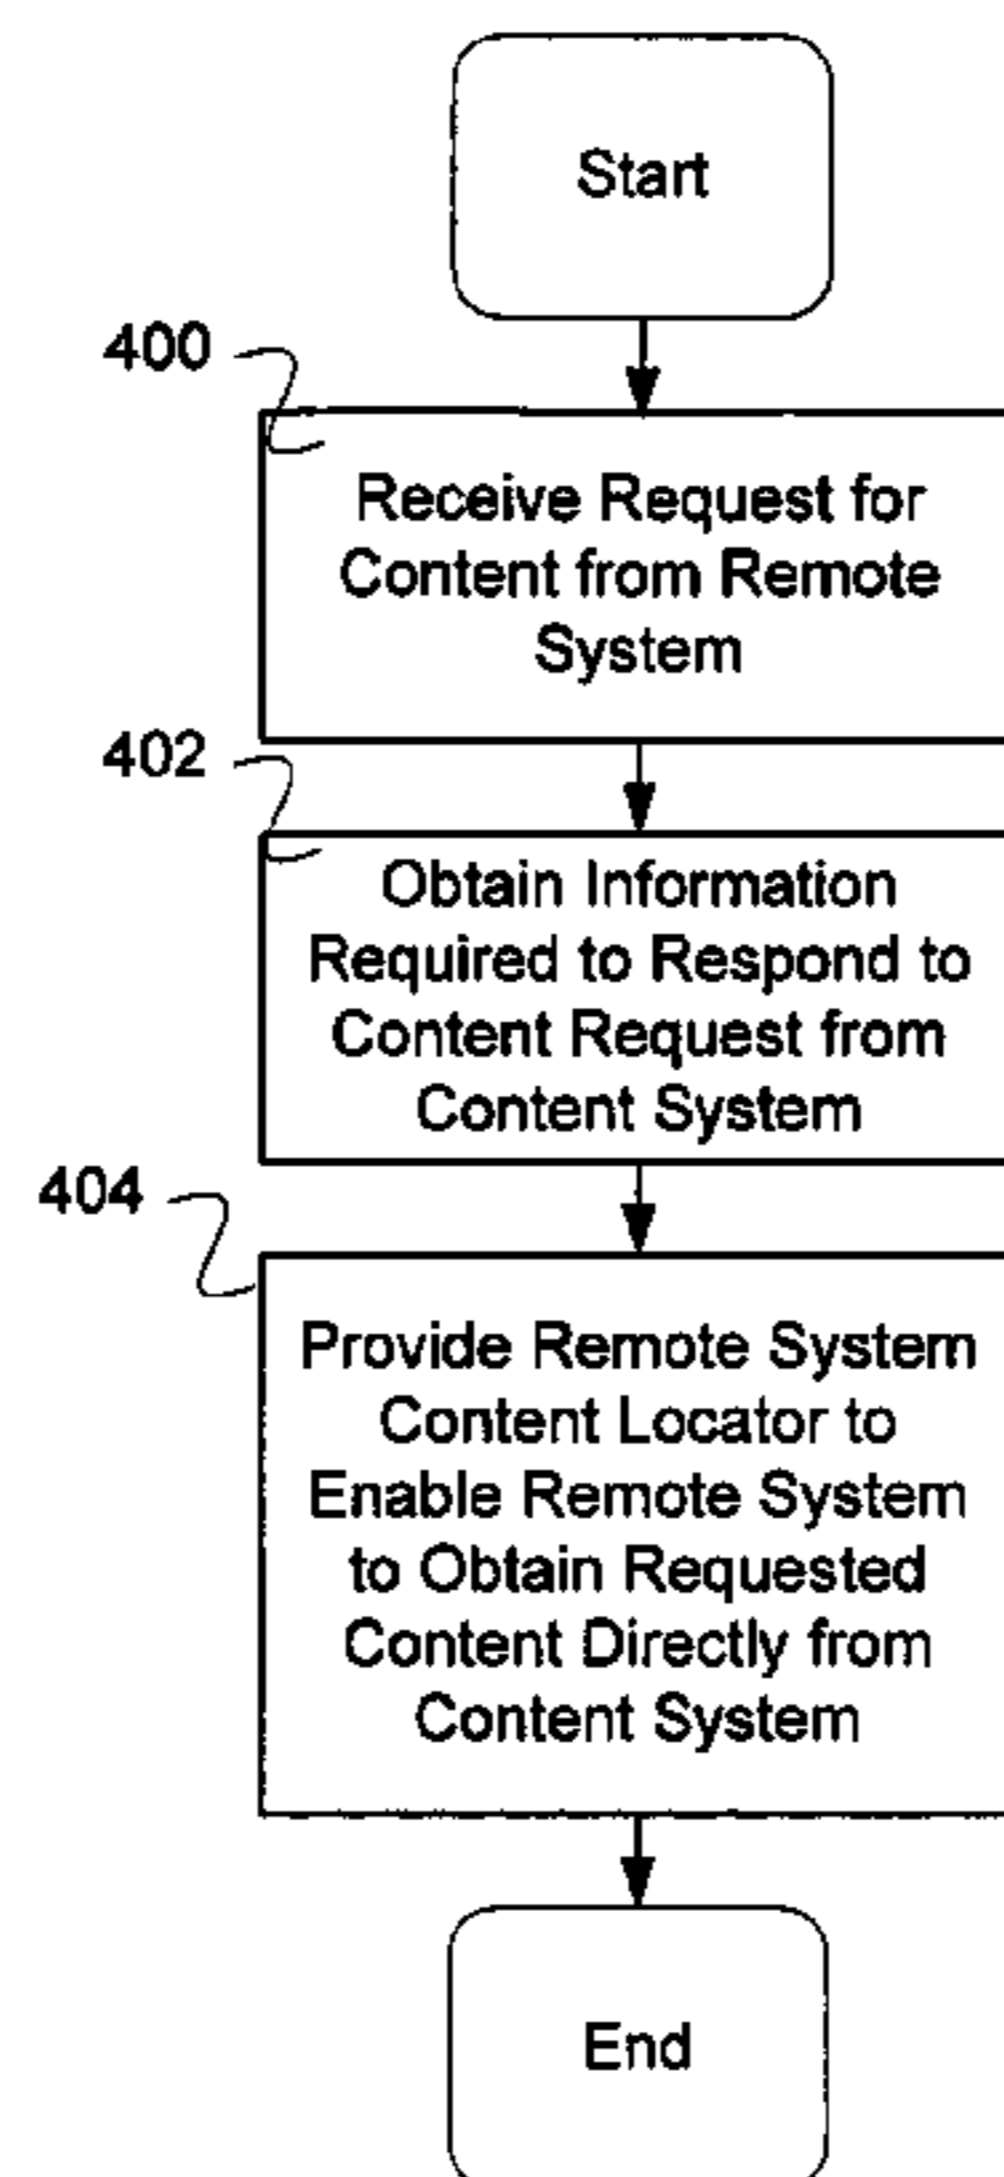 Start
400
Receive Request for
Content from Remote
System
402
Obtain Information
Required to Respond to
Content Request from
Content System
404
Provide Remote System
Content Locator to
Enable Remote System
to Obtain Requested
Content Directly from
Content System
End